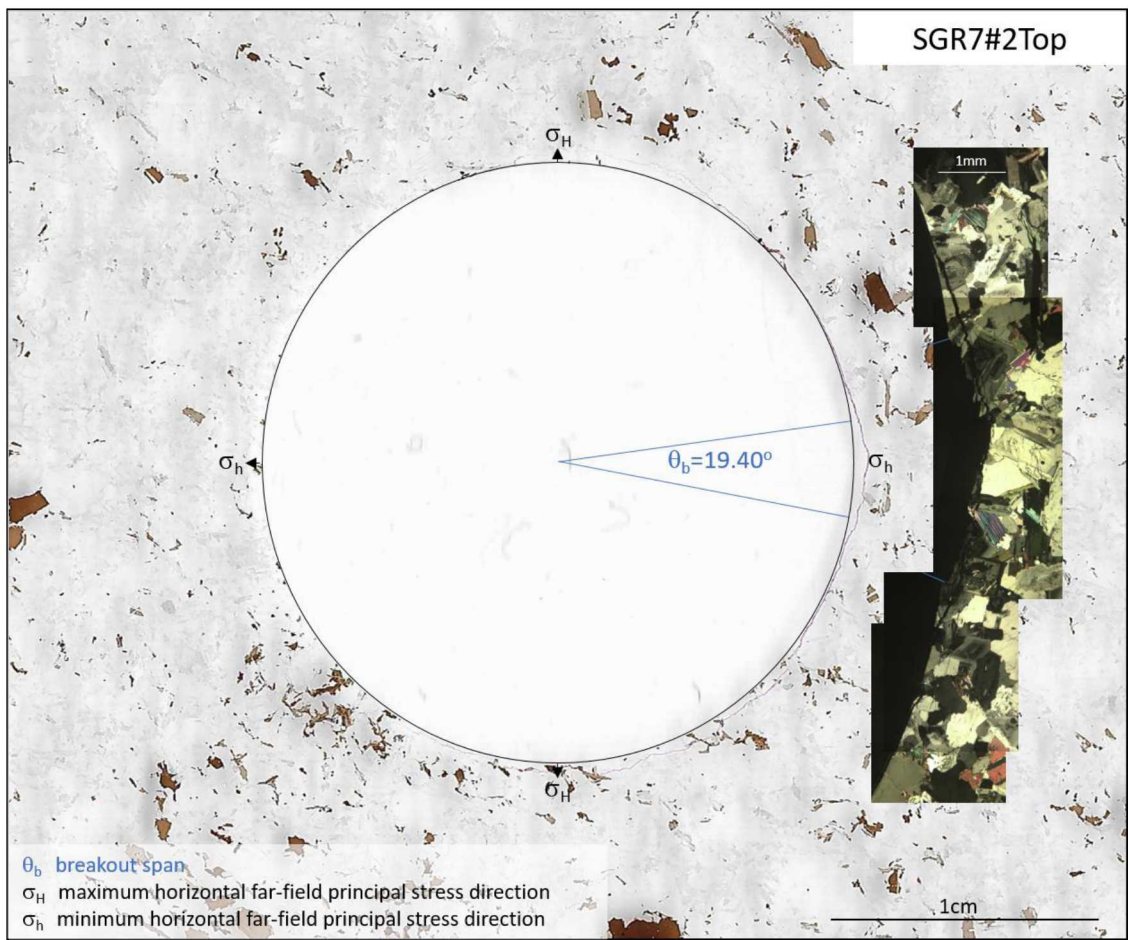 SGR7#2Top
σH
1mm
σh
θb=19.40o
σh
σH
θb breakout span
σH maximum horizontal far-field principal stress direction
σh minimum horizontal far-field principal stress direction
1cm